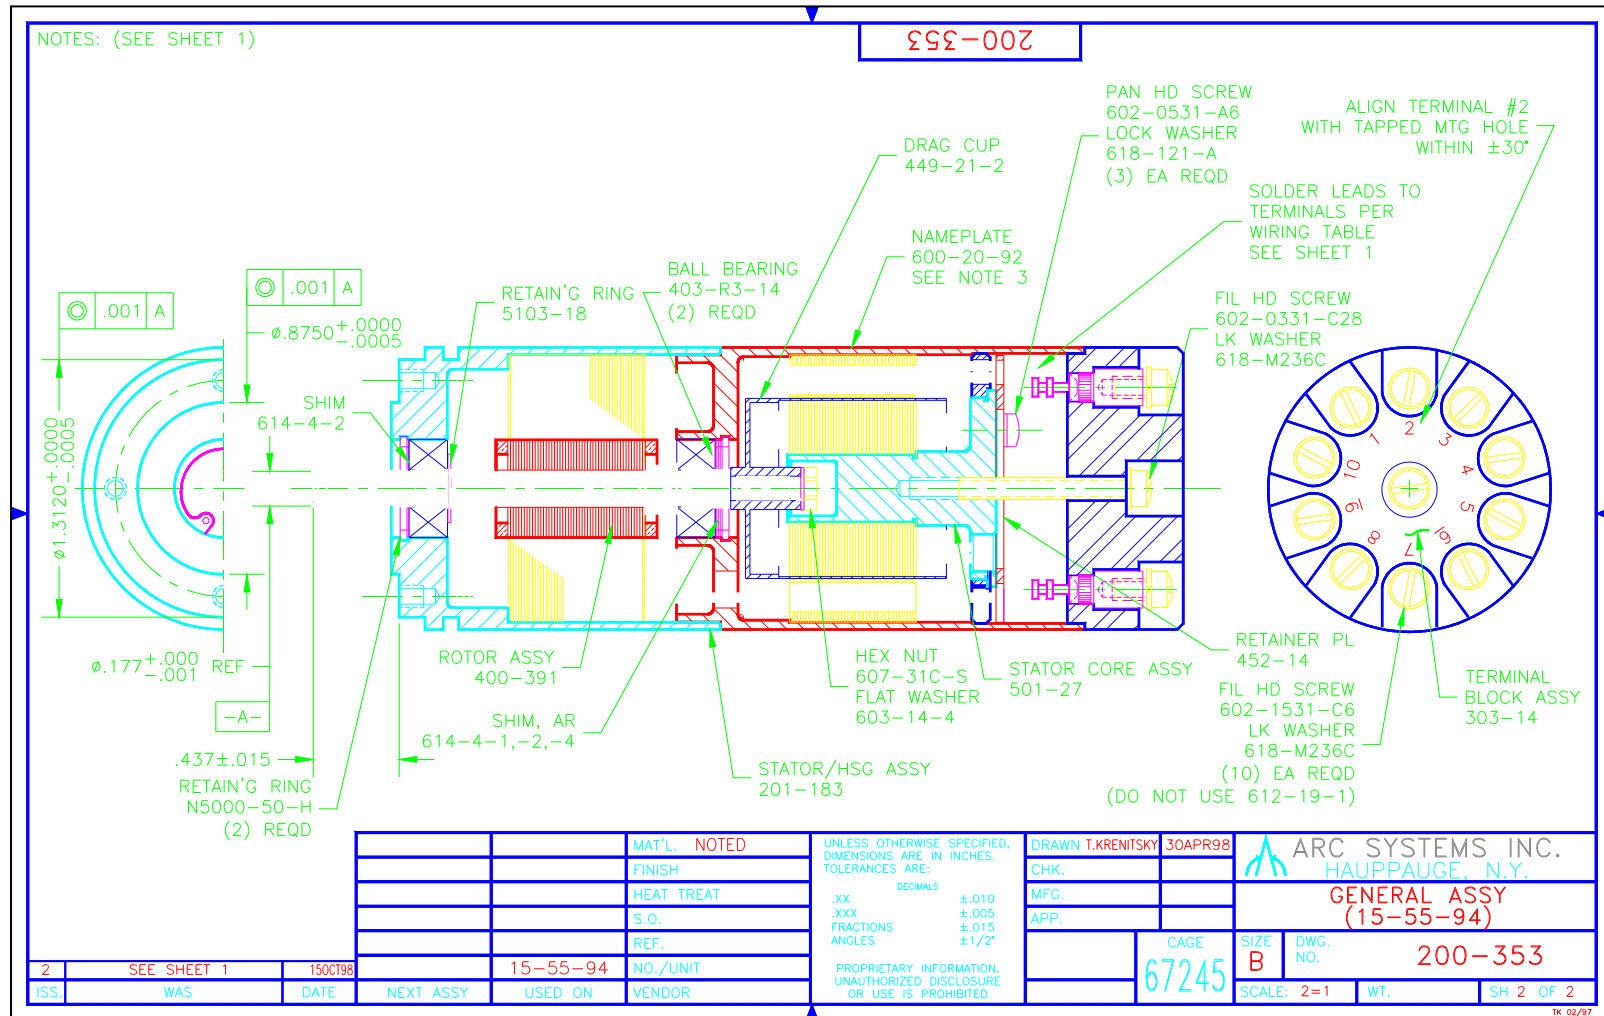 NOTES: (SEE SHEET 1)
200-353
PAN HD SCREW
602-0531-A6
LOCK WASHER
618-121-A
(3) EA REQD
ALIGN TERMINAL #2
WITH TAPPED MTG HOLE
WITHIN ±30°
DRAG CUP
449-21-2
SOLDER LEADS TO
TERMINALS PER
WIRING TABLE
SEE SHEET 1
NAMEPLATE
600-20-92
SEE NOTE 3
BALL BEARING
403-R3-14
(2) REQD
RETAIN'G RING
5103-18
FIL HD SCREW
602-0331-C28
LK WASHER
618-M236C
◎ .001 A
◎ .001 A
ø.8750+.0000
-.0005
SHIM
614-4-2
ø1.3120+.0000
-.0005
1 2 3
10 4
9 5
8 7 6
ø.177+.000
-.001 REF
-A-
.437±.015
ROTOR ASSY
400-391
SHIM, AR
614-4-1,-2,-4
HEX NUT
607-31C-S
FLAT WASHER
603-14-4
STATOR CORE ASSY
501-27
RETAINER PL
452-14
TERMINAL
BLOCK ASSY
303-14
FIL HD SCREW
602-1531-C6
LK WASHER
618-M236C
(10) EA REQD
(DO NOT USE 612-19-1)
STATOR/HSG ASSY
201-183
RETAIN'G RING
N5000-50-H
(2) REQD
MAT'L. NOTED
FINISH
HEAT TREAT
S.O.
REF.
15-55-94 NO./UNIT
NEXT ASSY USED ON VENDOR
2 SEE SHEET 1 15OCT98
ISS. WAS DATE
UNLESS OTHERWISE SPECIFIED,
DIMENSIONS ARE IN INCHES.
TOLERANCES ARE:
DECIMALS
.XX ±.010
.XXX ±.005
FRACTIONS ±.015
ANGLES ±1/2°
PROPRIETARY INFORMATION.
UNAUTHORIZED DISCLOSURE
OR USE IS PROHIBITED
DRAWN T.KRENITSKY 30APR98
CHK.
MFG.
APP.
CAGE
67245
ARC SYSTEMS INC.
HAUPPAUGE, N.Y.
GENERAL ASSY
(15-55-94)
SIZE
B
DWG.
NO. 200-353
SCALE: 2=1 WT. SH 2 OF 2
TK 02/97